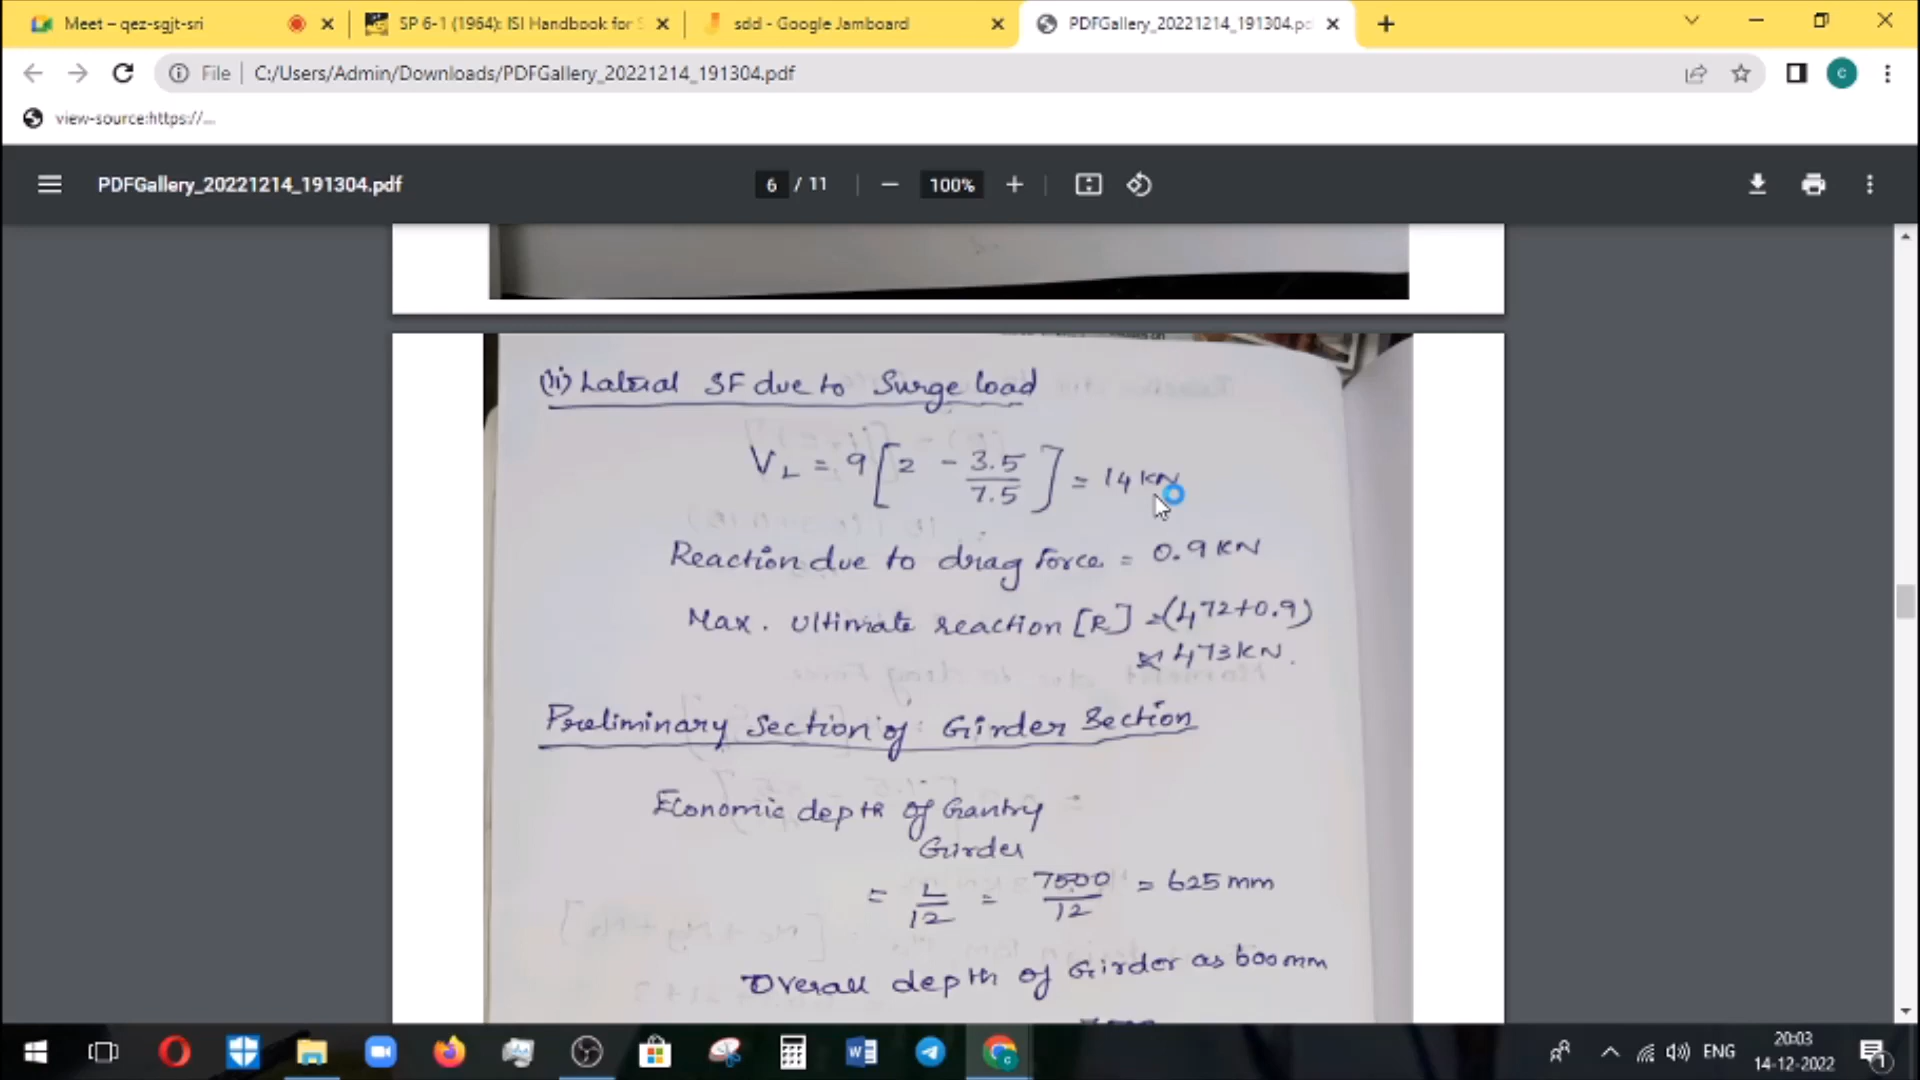 Meet – qez-sgjt-sri
SP 6-1 (1964): ISI Handbook for S
sdd - Google Jamboard
PDFGallery_20221214_191304.pd
File
C:/Users/Admin/Downloads/PDFGallery_20221214_191304.pdf
C
view-source:https://...
PDFGallery_20221214_191304.pdf
6 / 11
100%
(ii) Lateral SF due to Surge load
V_L = 9 [ 2 - 3.5/7.5 ] = 14 KN
Reaction due to drag force = 0.9 KN
Max. Ultimate reaction [R] = (472+0.9)
473 KN.
Preliminary Section of Girder Section
Economic depth of Gantry
Girder
= L/12 = 7500/12 = 625 mm
Overall depth of Girder as 600 mm
ENG
20:03
14-12-2022
1